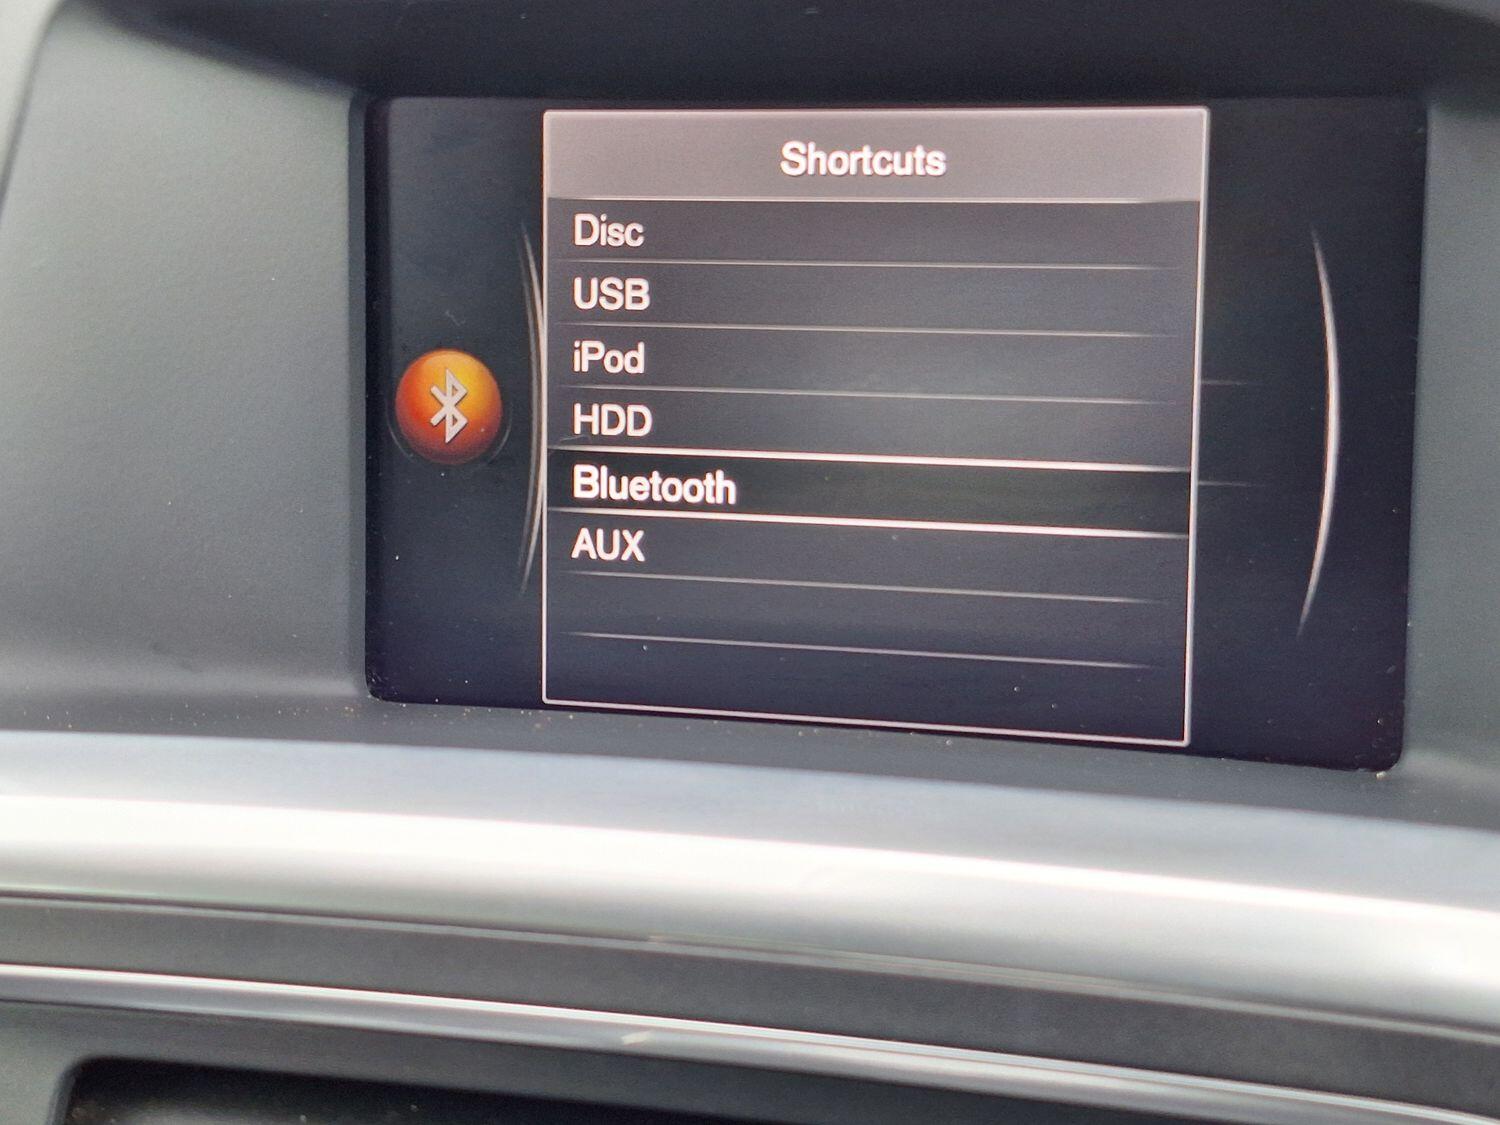 Shortcuts
Disc
USB
iPod
HDD
Bluetooth
AUX